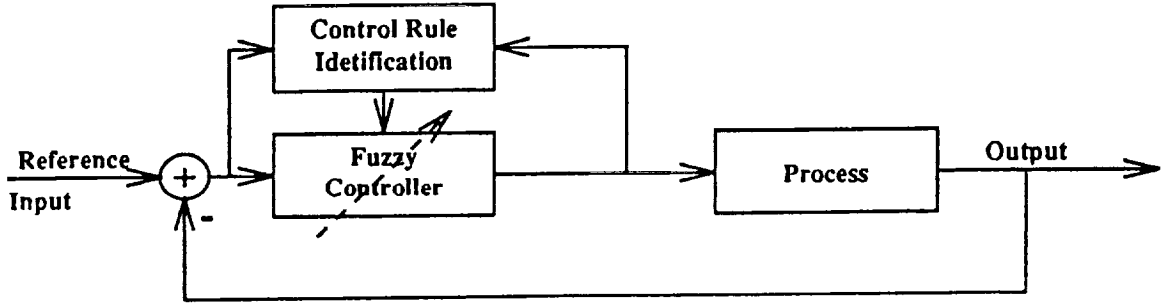 Control Rule
Idetification
Reference
Input
+
-
Fuzzy
Controller
Process
Output